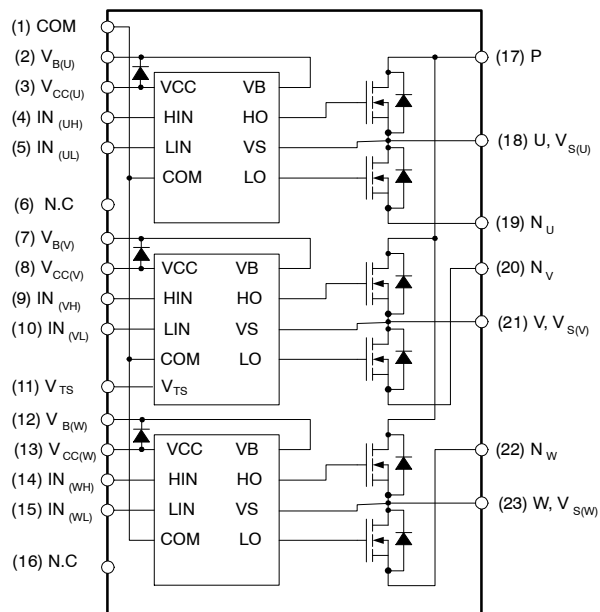 (1) COM
(2) V B(U)
(3) V CC(U)
(4) IN (UH)
(5) IN (UL)
(6) N.C
(7) V B(V)
(8) V CC(V)
(9) IN (VH)
(10) IN (VL)
(11) V TS
(12) V B(W)
(13) V CC(W)
(14) IN (WH)
(15) IN (WL)
(16) N.C
VCC VB
HIN HO
LIN VS
COM LO
VCC VB
HIN HO
LIN VS
COM LO
V TS
VCC VB
HIN HO
LIN VS
COM LO
(17) P
(18) U, V S(U)
(19) N U
(20) N V
(21) V, V S(V)
(22) N W
(23) W, V S(W)